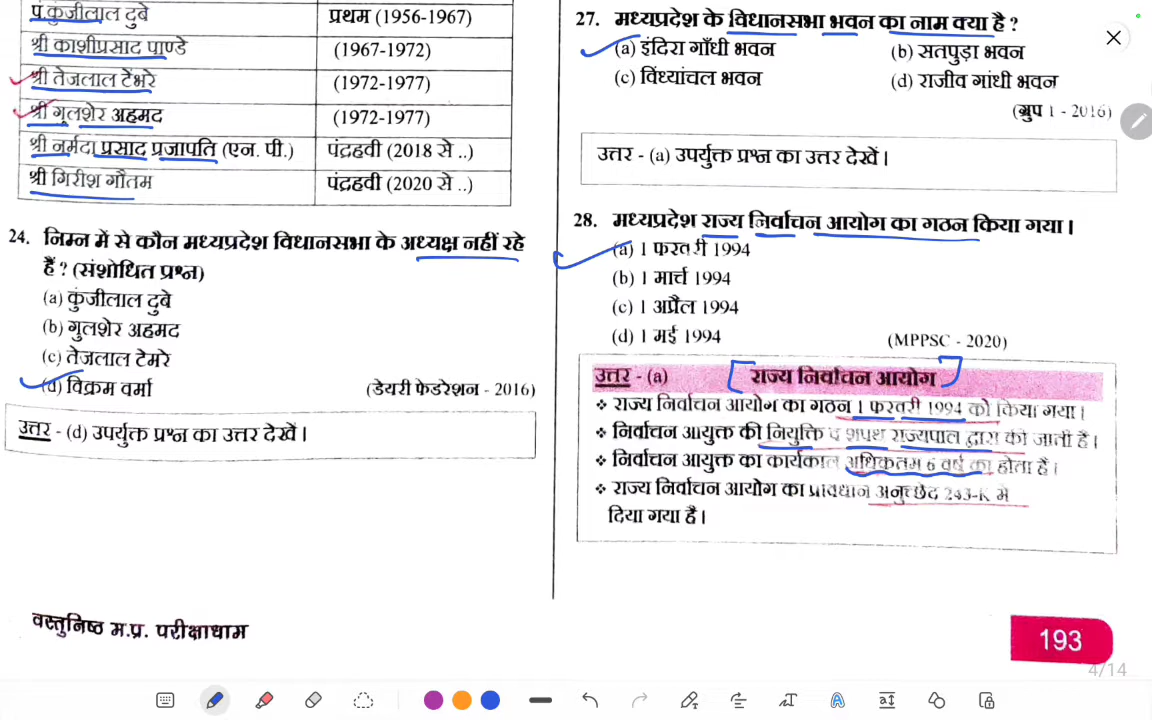 पं.कुंजीलाल दुबे प्रथम (1956-1967)
श्री काशीप्रसाद पाण्डे (1967-1972)
श्री तेजलाल टेंभरे (1972-1977)
श्री गुलशेर अहमद (1972-1977)
श्री नर्मदा प्रसाद प्रजापति (एन. पी.) पंद्रहवी (2018 से ..)
श्री गिरीश गौतम पंद्रहवी (2020 से ..)
24. निम्न में से कौन मध्यप्रदेश विधानसभा के अध्यक्ष नहीं रहे
हैं ? (संशोधित प्रश्न)
(a) कुंजीलाल दुबे
(b) गुलशेर अहमद
(c) तेजलाल टेमरे
(d) विक्रम वर्मा (डेयरी फेडरेशन - 2016)
उत्तर - (d) उपर्युक्त प्रश्न का उत्तर देखें।
वस्तुनिष्ठ म.प्र. परीक्षाधाम
27. मध्यप्रदेश के विधानसभा भवन का नाम क्या है ?
(a) इंदिरा गाँधी भवन (b) सतपुड़ा भवन
(c) विंध्यांचल भवन (d) राजीव गांधी भवन
(ग्रुप 1 - 2016)
उत्तर - (a) उपर्युक्त प्रश्न का उत्तर देखें।
28. मध्यप्रदेश राज्य निर्वाचन आयोग का गठन किया गया।
(a) 1 फरवरी 1994
(b) 1 मार्च 1994
(c) 1 अप्रैल 1994
(d) 1 मई 1994 (MPPSC - 2020)
उत्तर - (a) राज्य निर्वाचन आयोग
❖ राज्य निर्वाचन आयोग का गठन 1 फरवरी 1994 को किया गया।
❖ निर्वाचन आयुक्त की नियुक्ति व शपथ राज्यपाल द्वारा की जाती है।
❖ निर्वाचन आयुक्त का कार्यकाल अधिकतम 6 वर्ष का होता है।
❖ राज्य निर्वाचन आयोग का प्रावधान अनुच्छेद 243-K में
दिया गया है।
193
4/14